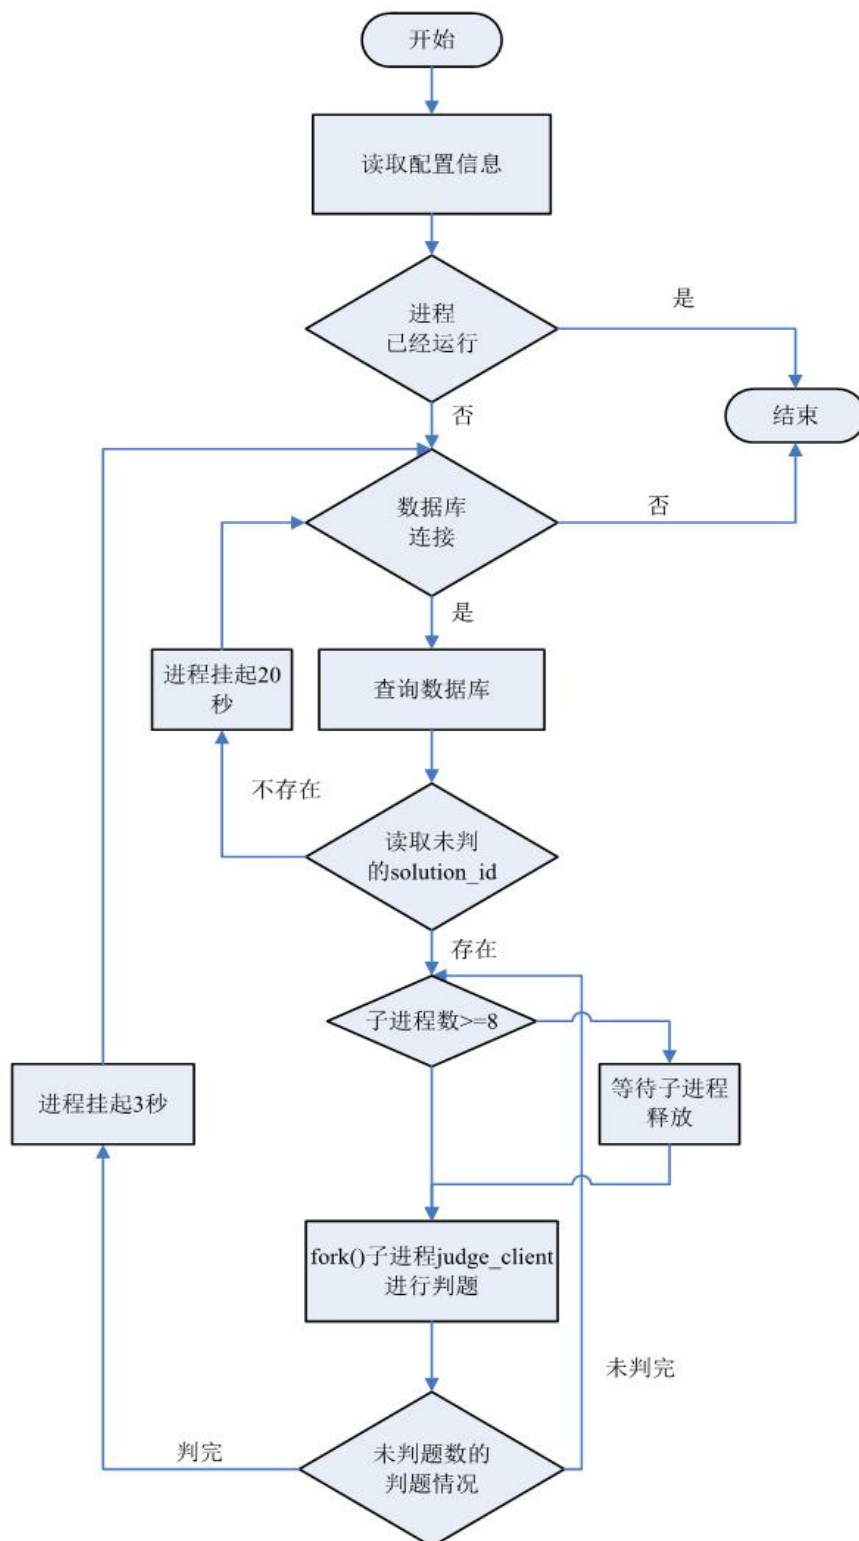 开始
读取配置信息
进程
已经运行
是
结束
否
数据库
连接
否
是
进程挂起20
秒
查询数据库
不存在
读取未判
的solution_id
存在
子进程数>=8
进程挂起3秒
等待子进程
释放
fork()子进程judge_client
进行判题
未判完
判完
未判题数的
判题情况